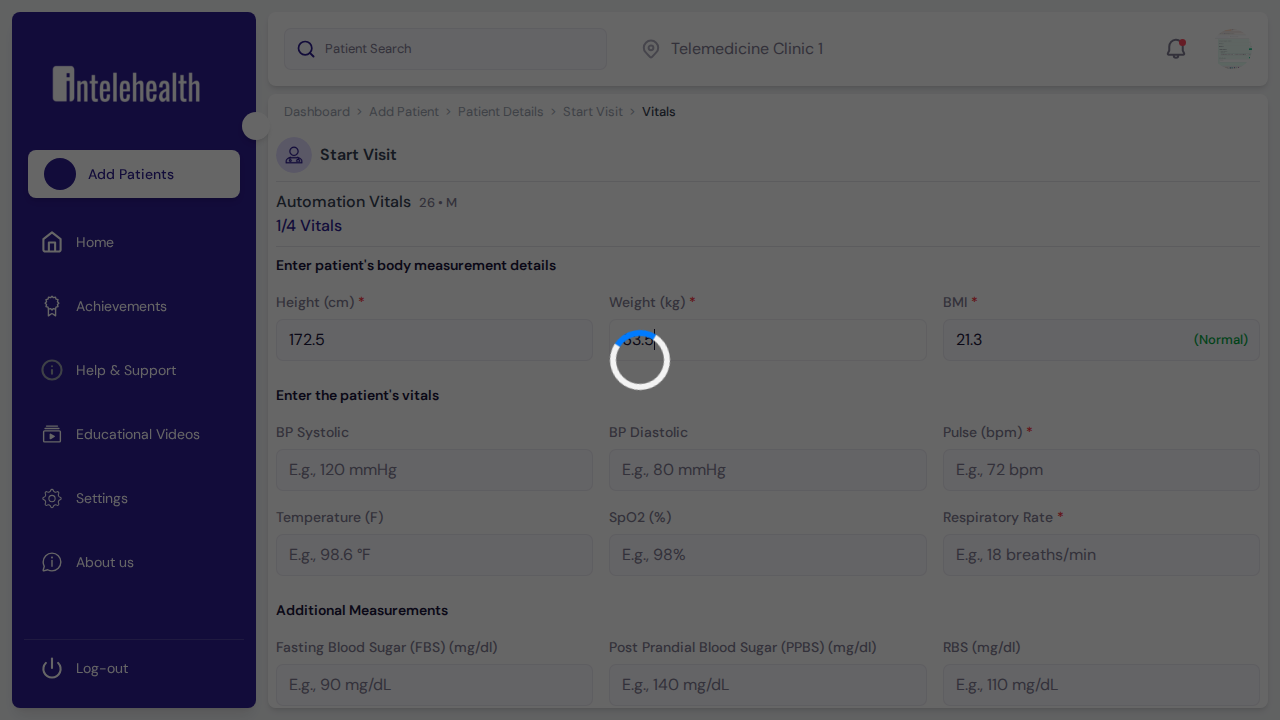 intelehealth
Add Patients
Home
Achievements
Help & Support
Educational Videos
Settings
About us
Log-out
Patient Search
Telemedicine Clinic 1
Dashboard > Add Patient > Patient Details > Start Visit > Vitals
Start Visit
Automation Vitals 26 • M
1/4 Vitals
Enter patient's body measurement details
Height (cm) * Weight (kg) * BMI *
172.5 63.5 21.3 (Normal)
Enter the patient's vitals
BP Systolic BP Diastolic Pulse (bpm) *
E.g., 120 mmHg E.g., 80 mmHg E.g., 72 bpm
Temperature (F) SpO2 (%) Respiratory Rate *
E.g., 98.6 °F E.g., 98% E.g., 18 breaths/min
Additional Measurements
Fasting Blood Sugar (FBS) (mg/dl) Post Prandial Blood Sugar (PPBS) (mg/dl) RBS (mg/dl)
E.g., 90 mg/dL E.g., 140 mg/dL E.g., 110 mg/dL